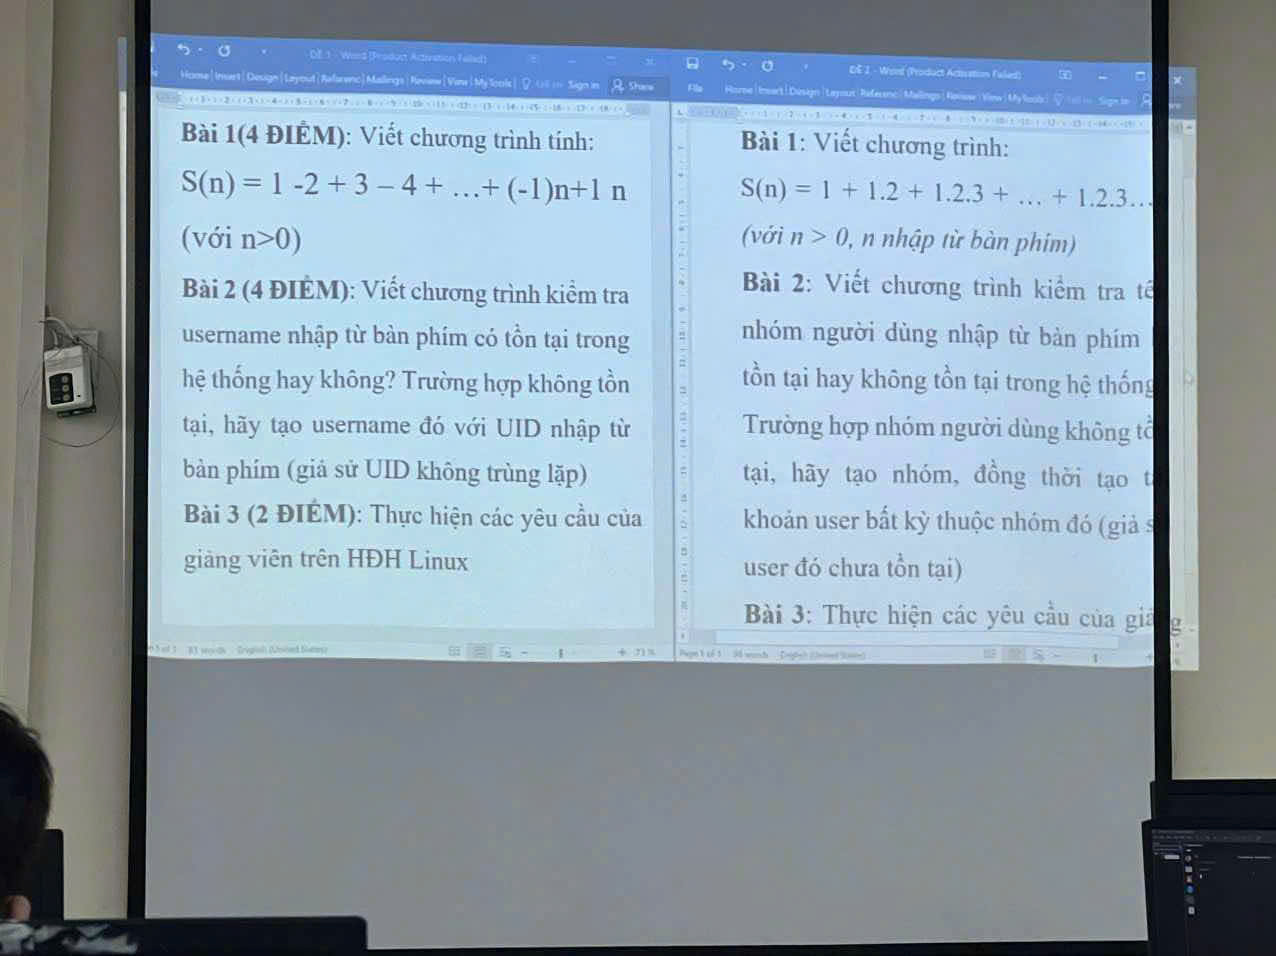 ĐỀ 1 - Word (Product Activation Failed)
Home Insert Design Layout Referenc Mailings Review View My Tools Sign in Share
Bài 1(4 ĐIỂM): Viết chương trình tính:
S(n) = 1 -2 + 3 – 4 + …+ (-1)n+1 n
(với n>0)
Bài 2 (4 ĐIỂM): Viết chương trình kiểm tra
username nhập từ bàn phím có tồn tại trong
hệ thống hay không? Trường hợp không tồn
tại, hãy tạo username đó với UID nhập từ
bàn phím (giả sử UID không trùng lặp)
Bài 3 (2 ĐIỂM): Thực hiện các yêu cầu của
giảng viên trên HĐH Linux
83 words English (United States)
73 %
ĐỀ 2 - Word (Product Activation Failed)
File Home Insert Design Layout Referenc Mailings Review View My Tools Sign in
Bài 1: Viết chương trình:
S(n) = 1 + 1.2 + 1.2.3 + … + 1.2.3…
(với n > 0, n nhập từ bàn phím)
Bài 2: Viết chương trình kiểm tra tê
nhóm người dùng nhập từ bàn phím
tồn tại hay không tồn tại trong hệ thống
Trường hợp nhóm người dùng không tồ
tại, hãy tạo nhóm, đồng thời tạo t
khoản user bất kỳ thuộc nhóm đó (giả s
user đó chưa tồn tại)
Bài 3: Thực hiện các yêu cầu của giả g
Page 1 of 1 98 words English (United States)